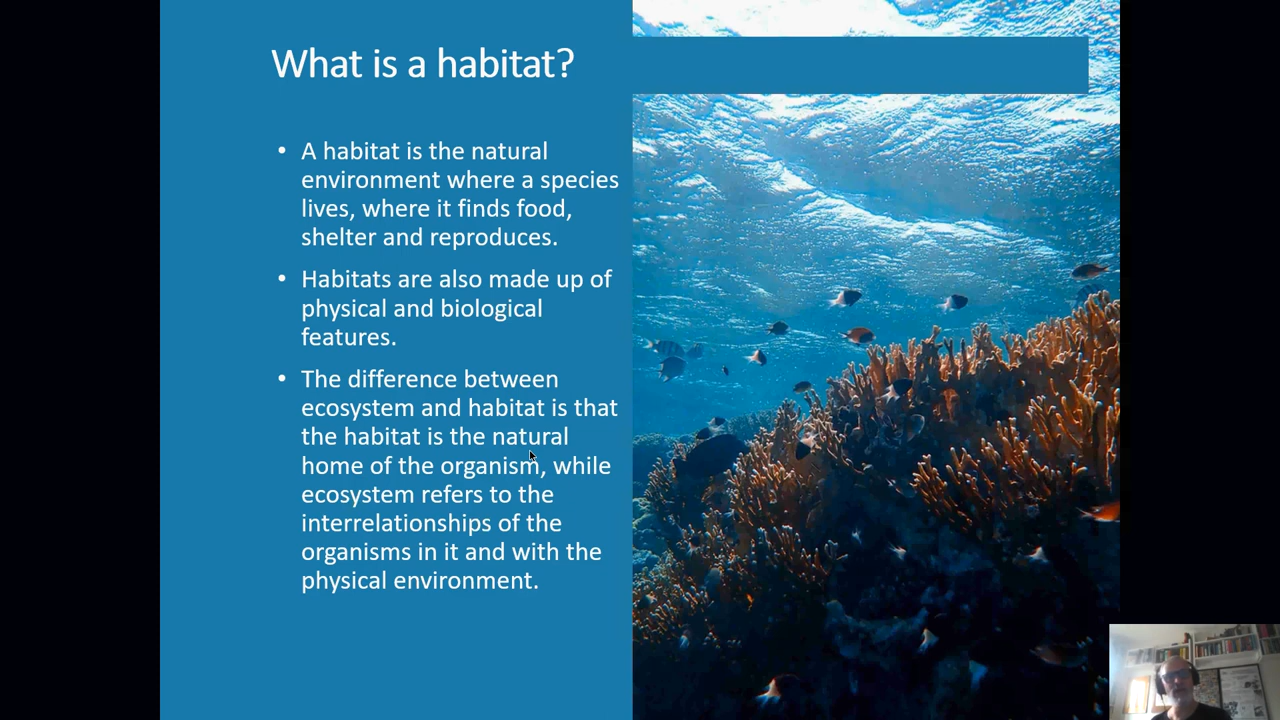 What is a habitat?
• A habitat is the natural
environment where a species
lives, where it finds food,
shelter and reproduces.
• Habitats are also made up of
physical and biological
features.
• The difference between
ecosystem and habitat is that
the habitat is the natural
home of the organism, while
ecosystem refers to the
interrelationships of the
organisms in it and with the
physical environment.